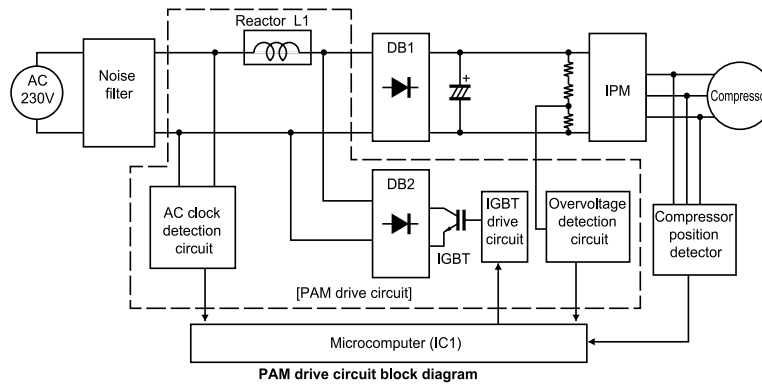 Reactor L1
AC
230V
Noise
filter
DB1
+
IPM
Compressor
AC clock
detection
circuit
DB2
IGBT
IGBT
drive
circuit
Overvoltage
detection
circuit
Compressor
position
detector
[PAM drive circuit]
Microcomputer (IC1)
PAM drive circuit block diagram